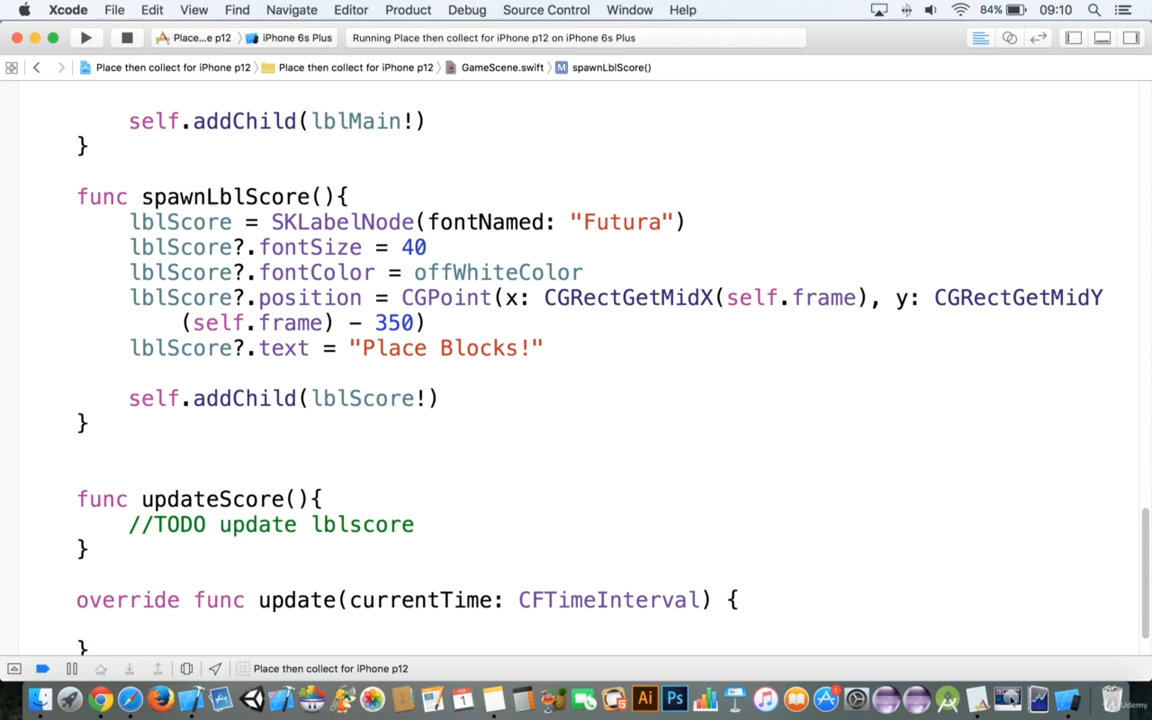 Xcode File Edit View Find Navigate Editor Product Debug Source Control Window Help 84% 09:10
Place...e p12 iPhone 6s Plus Running Place then collect for iPhone p12 on iPhone 6s Plus
Place then collect for iPhone p12 Place then collect for iPhone p12 GameScene.swift M spawnLblScore()
self.addChild(lblMain!)
}
func spawnLblScore(){
lblScore = SKLabelNode(fontNamed: "Futura")
lblScore?.fontSize = 40
lblScore?.fontColor = offWhiteColor
lblScore?.position = CGPoint(x: CGRectGetMidX(self.frame), y: CGRectGetMidY
(self.frame) - 350)
lblScore?.text = "Place Blocks!"
self.addChild(lblScore!)
}
func updateScore(){
//TODO update lblscore
}
override func update(currentTime: CFTimeInterval) {
}
Place then collect for iPhone p12
Ai Ps
Udemy